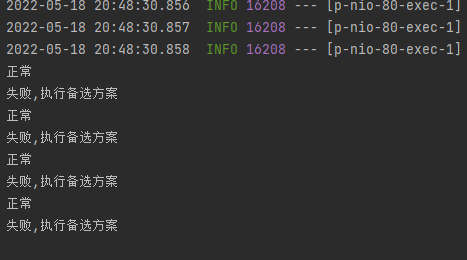 2022-05-18 20:48:30.856  INFO 16208 --- [p-nio-80-exec-1]
2022-05-18 20:48:30.857  INFO 16208 --- [p-nio-80-exec-1]
2022-05-18 20:48:30.858  INFO 16208 --- [p-nio-80-exec-1]
正常
失败,执行备选方案
正常
失败,执行备选方案
正常
失败,执行备选方案
正常
失败,执行备选方案